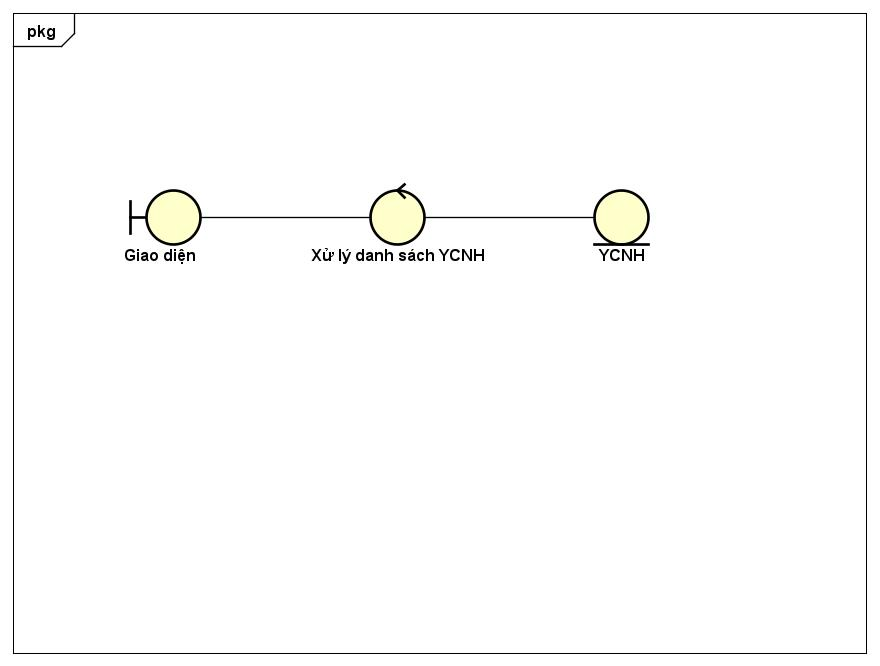 pkg
Giao diện
Xử lý danh sách YCNH
YCNH